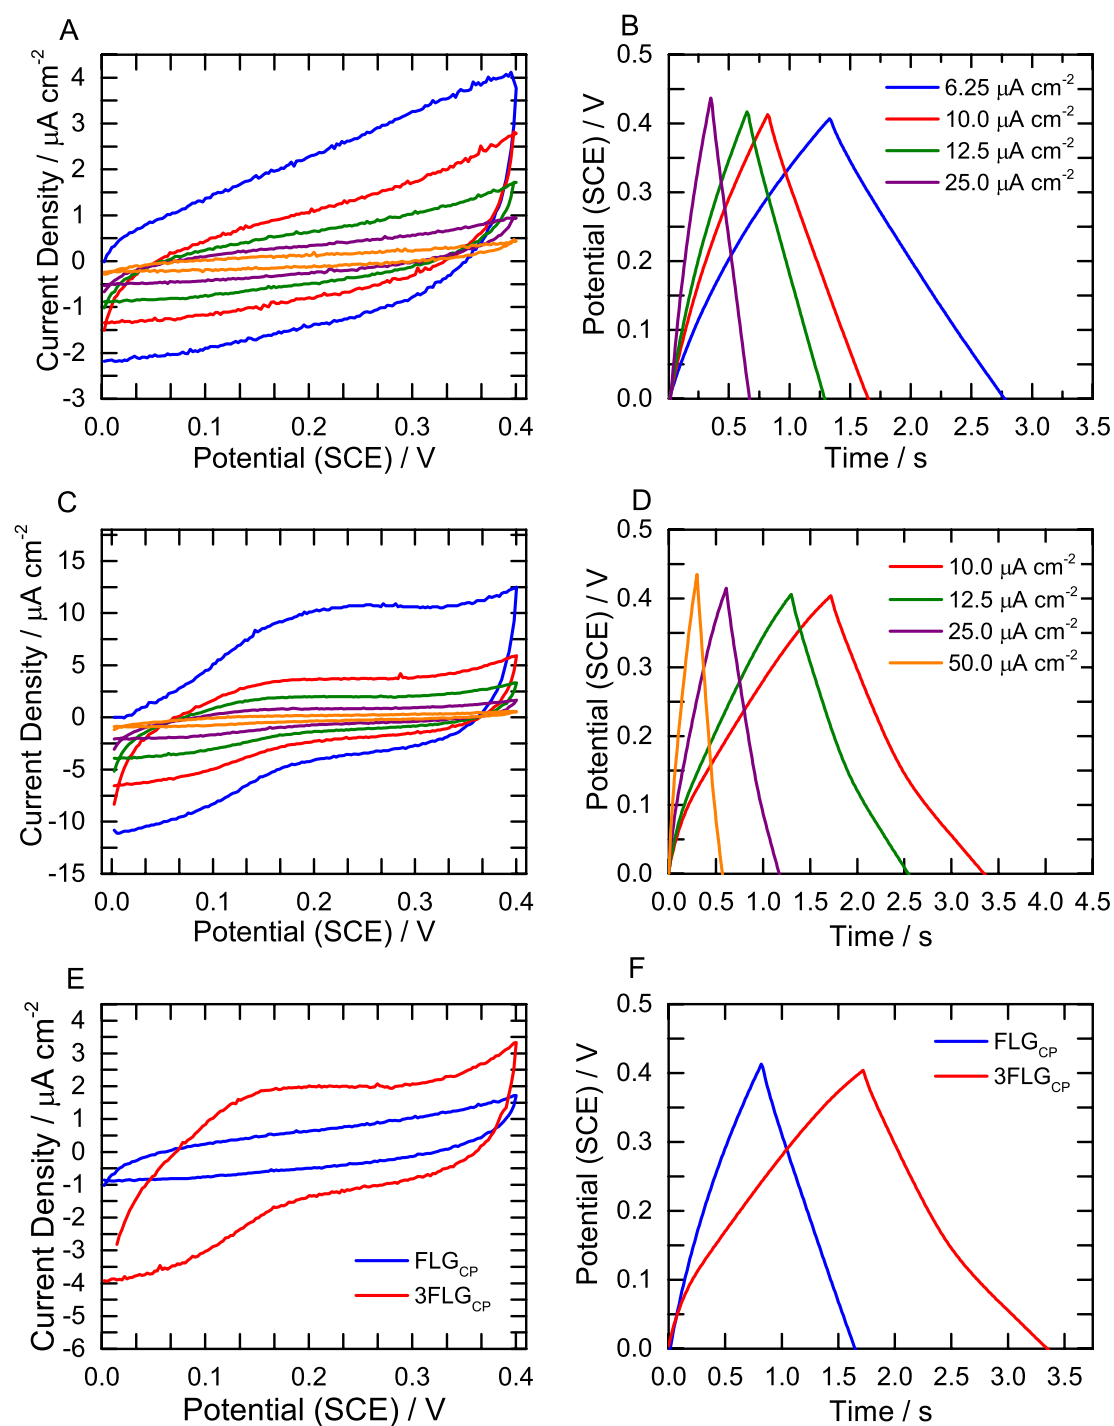 A
Current Density / μA cm-2
4
3
2
1
0
-1
-2
-3
0.0 0.1 0.2 0.3 0.4
Potential (SCE) / V
B
Potential (SCE) / V
0.5
0.4
0.3
0.2
0.1
0.0
6.25 μA cm-2
10.0 μA cm-2
12.5 μA cm-2
25.0 μA cm-2
0.5 1.0 1.5 2.0 2.5 3.0 3.5
Time / s
C
Current Density / μA cm-2
15
10
5
0
-5
-10
-15
0.0 0.1 0.2 0.3 0.4
Potential (SCE) / V
D
Potential (SCE) / V
0.5
0.4
0.3
0.2
0.1
0.0
10.0 μA cm-2
12.5 μA cm-2
25.0 μA cm-2
50.0 μA cm-2
0.0 0.5 1.0 1.5 2.0 2.5 3.0 3.5 4.0 4.5
Time / s
E
Current Density / μA cm-2
4
3
2
1
0
-1
-2
-3
-4
-5
-6
FLGCP
3FLGCP
0.0 0.1 0.2 0.3 0.4
Potential (SCE) / V
F
Potential (SCE) / V
0.5
0.4
0.3
0.2
0.1
0.0
FLGCP
3FLGCP
0.0 0.5 1.0 1.5 2.0 2.5 3.0 3.5
Time / s